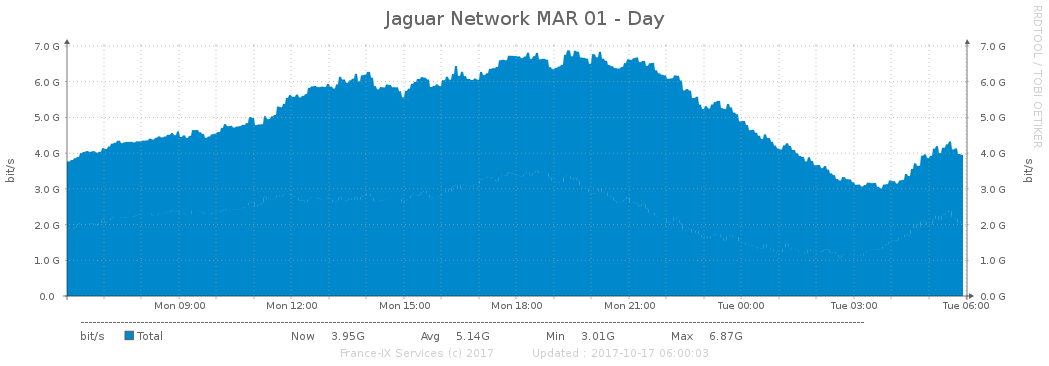 Jaguar Network MAR 01 - Day
RRDTOOL / TOBI OETIKER
7.0 G 7.0 G
6.0 G 6.0 G
5.0 G 5.0 G
4.0 G 4.0 G
bit/s bit/s
3.0 G 3.0 G
2.0 G 2.0 G
1.0 G 1.0 G
0.0 0.0 G
Mon 09:00 Mon 12:00 Mon 15:00 Mon 18:00 Mon 21:00 Tue 00:00 Tue 03:00 Tue 06:00
bit/s Total Now 3.95G Avg 5.14G Min 3.01G Max 6.87G
France-IX Services (c) 2017 Updated : 2017-10-17 06:00:03